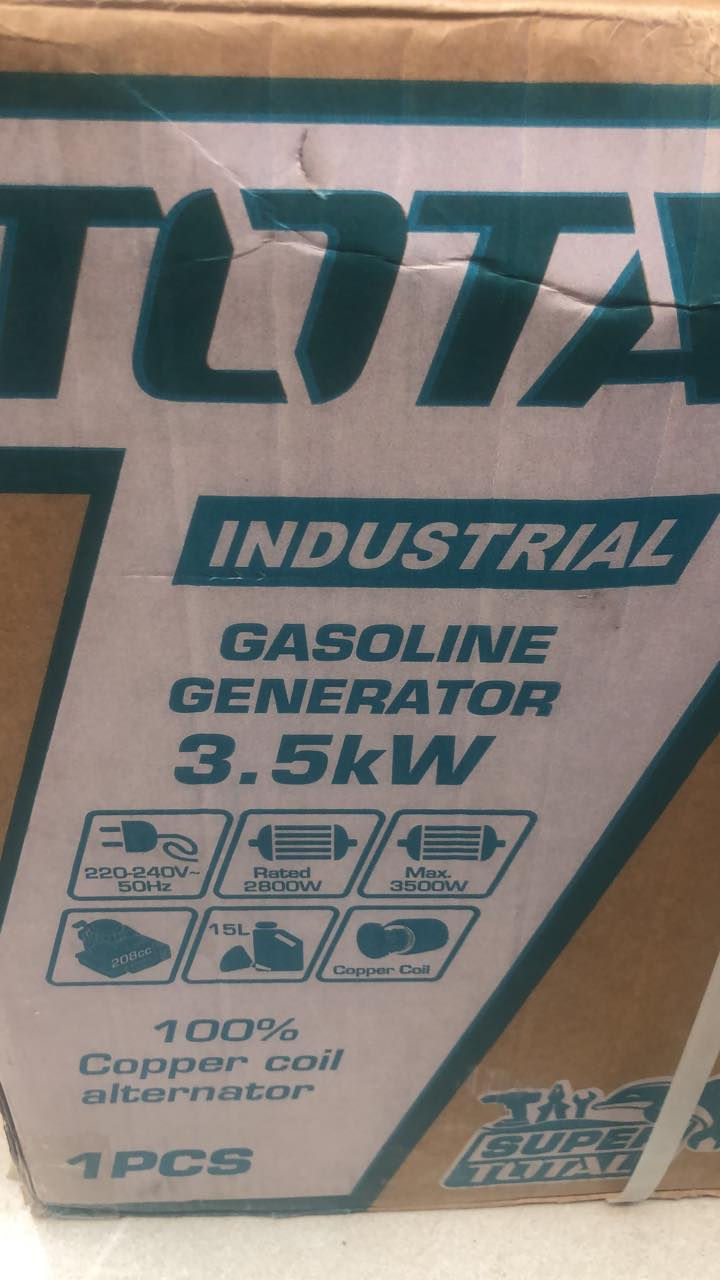 TOTA
INDUSTRIAL
GASOLINE
GENERATOR
3.5kW
220-240V~
50Hz
Rated
2800W
Max.
3500W
208cc
15L
Copper Coil
100%
Copper coil
alternator
1PCS
SUPER
TOTAL